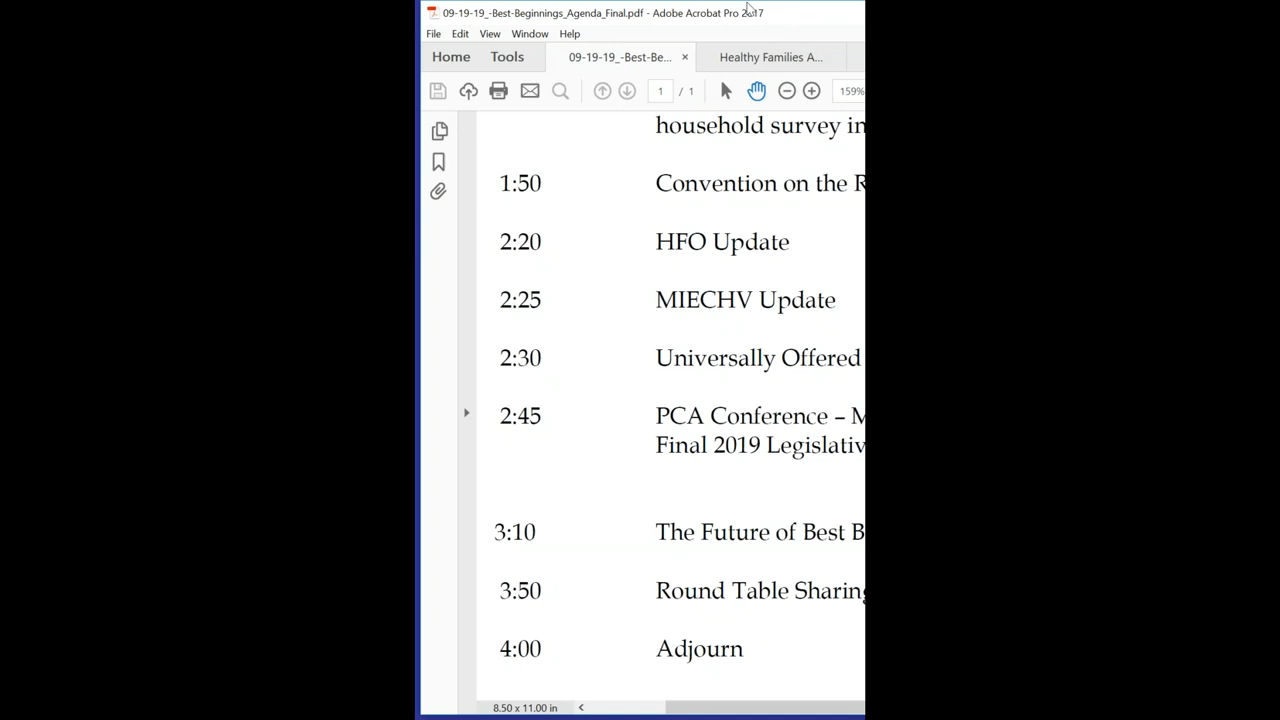 09-19-19_-Best-Beginnings_Agenda_Final.pdf - Adobe Acrobat Pro 2017
File Edit View Window Help
Home Tools 09-19-19_-Best-Be... × Healthy Families A...
1 / 1 159%
household survey in
1:50 Convention on the R
2:20 HFO Update
2:25 MIECHV Update
2:30 Universally Offered
2:45 PCA Conference – M
Final 2019 Legislativ
3:10 The Future of Best B
3:50 Round Table Sharing
4:00 Adjourn
8.50 x 11.00 in